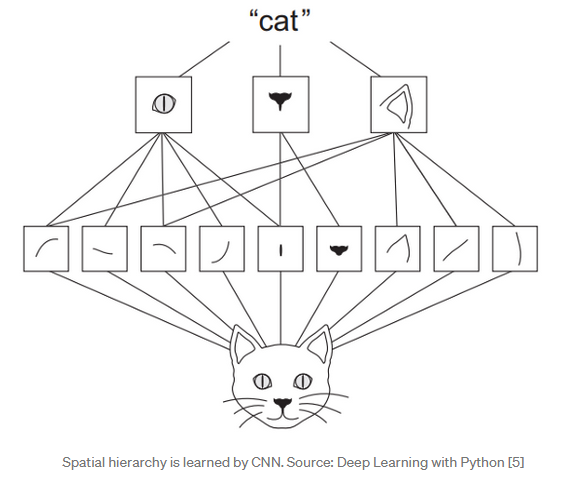 “cat”
Spatial hierarchy is learned by CNN. Source: Deep Learning with Python [5]